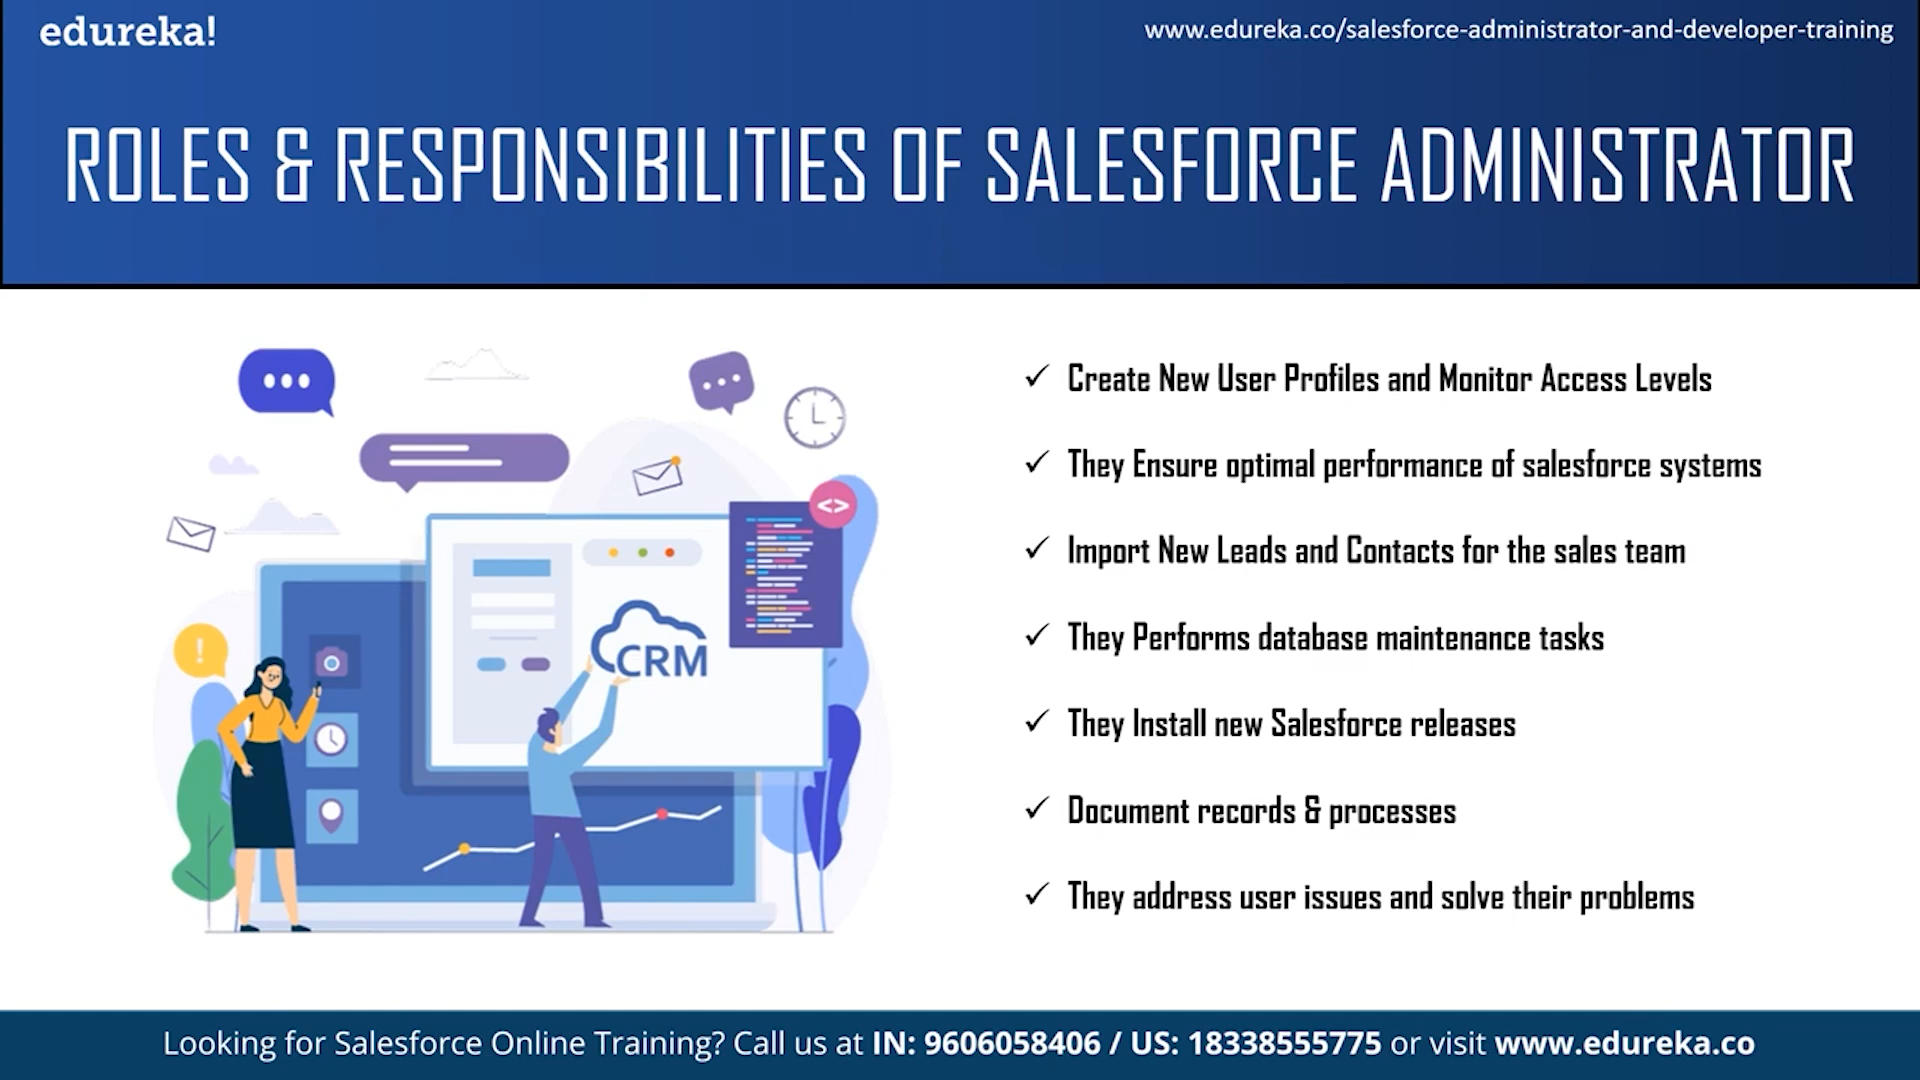 edureka!
www.edureka.co/salesforce-administrator-and-developer-training
ROLES & RESPONSIBILITIES OF SALESFORCE ADMINISTRATOR
CRM
✓ Create New User Profiles and Monitor Access Levels
✓ They Ensure optimal performance of salesforce systems
✓ Import New Leads and Contacts for the sales team
✓ They Performs database maintenance tasks
✓ They Install new Salesforce releases
✓ Document records & processes
✓ They address user issues and solve their problems
Looking for Salesforce Online Training? Call us at IN: 9606058406 / US: 18338555775 or visit www.edureka.co